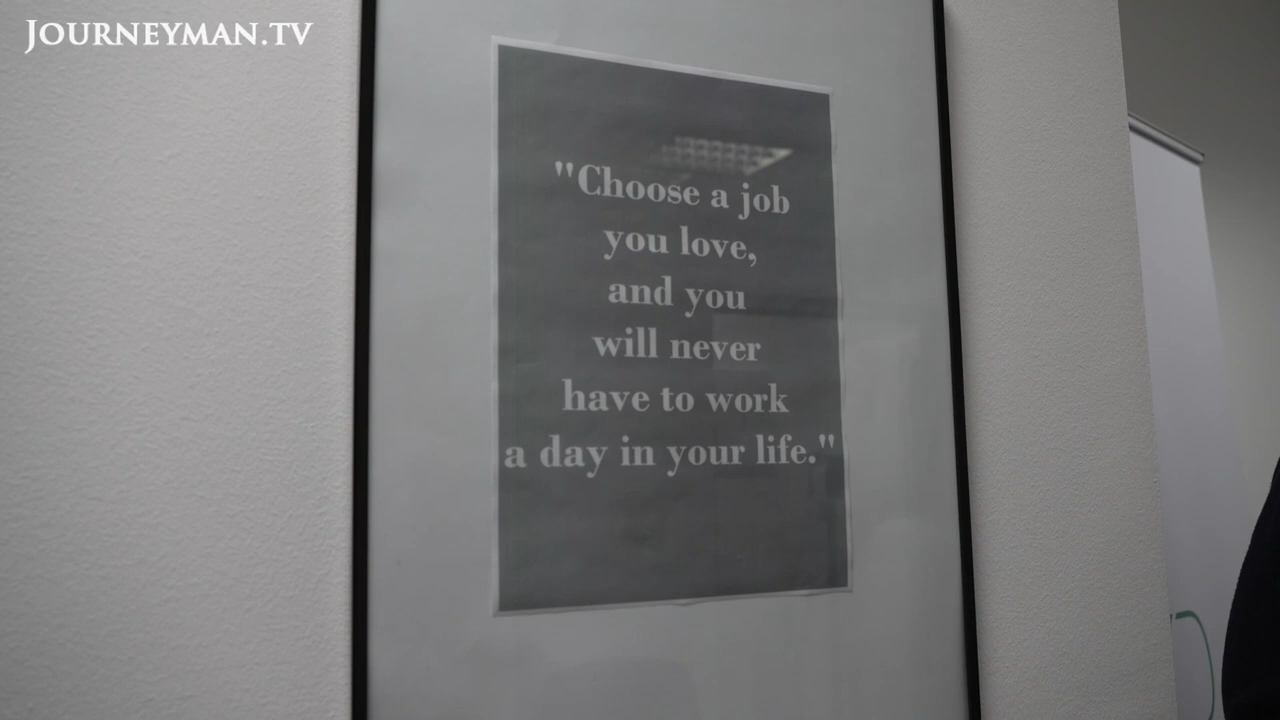 JOURNEYMAN.TV
"Choose a job
you love,
and you
will never
have to work
a day in your life."